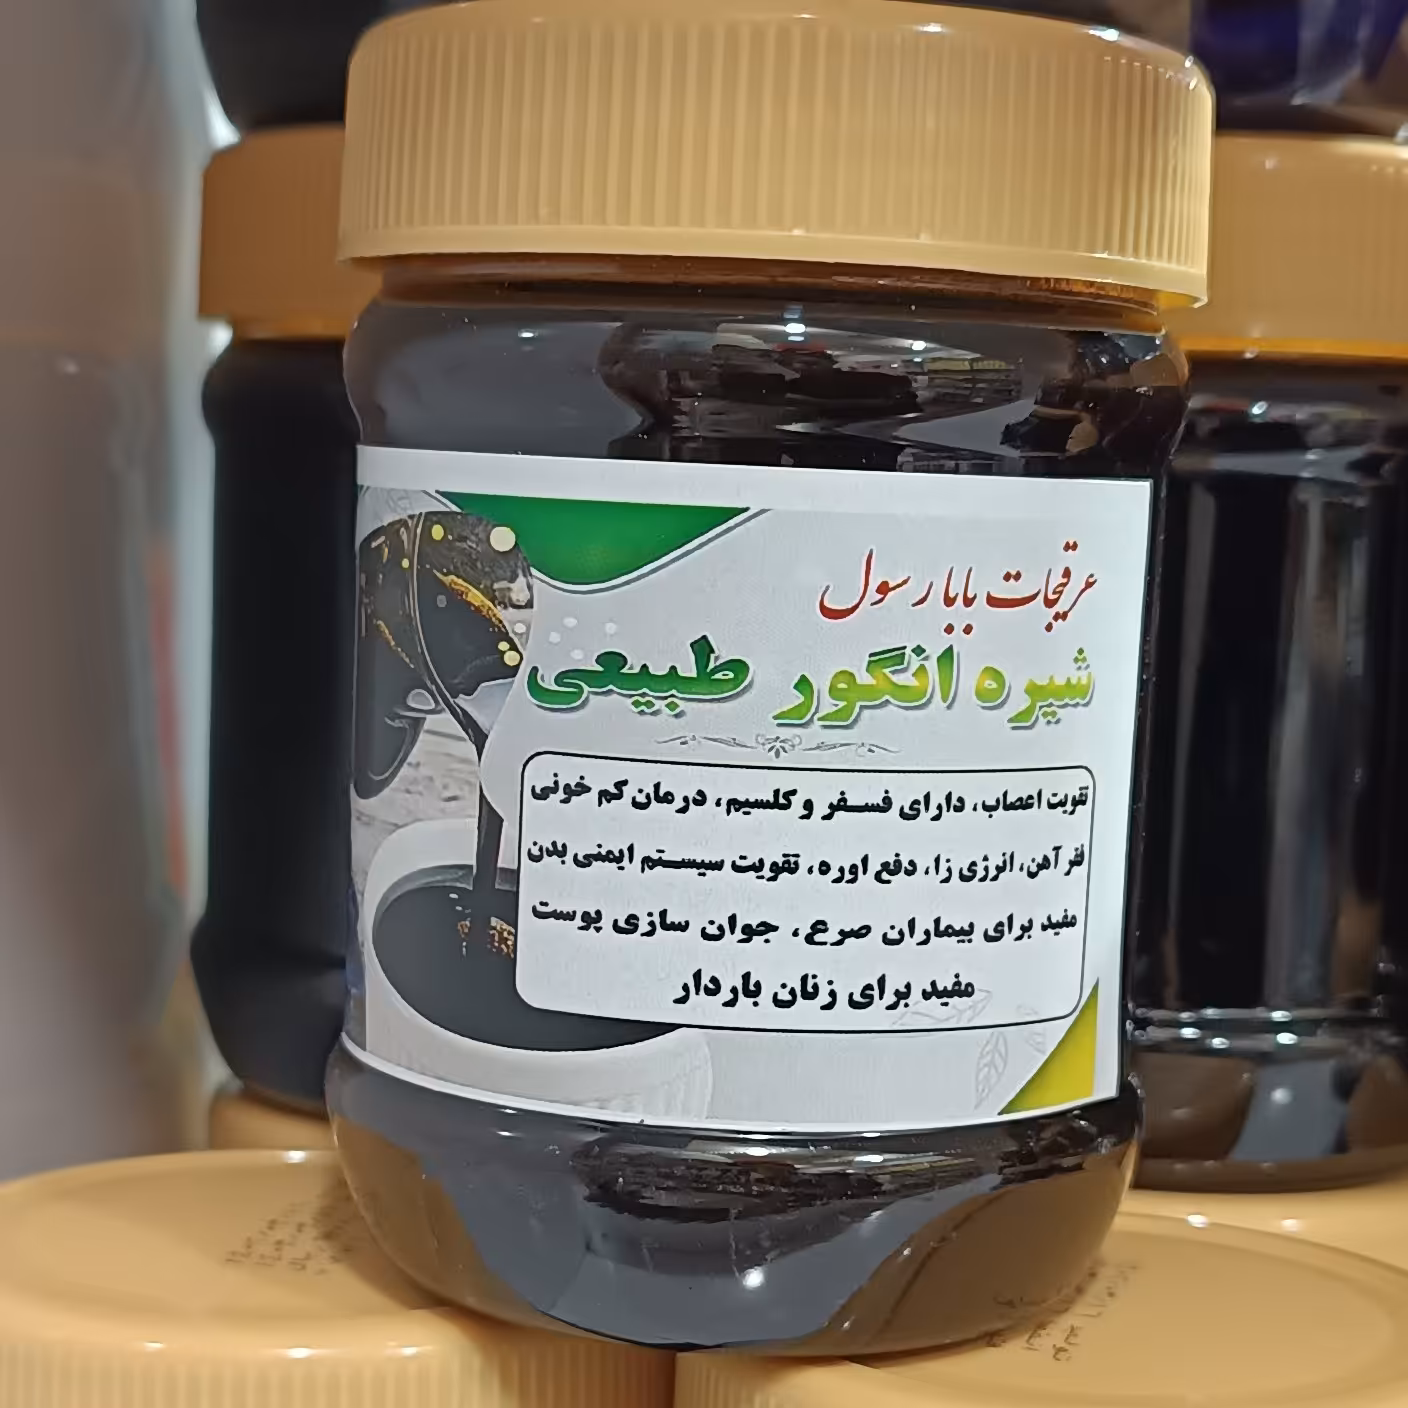 عرقیجات بابا رسول
شیره انگور طبیعی
تقویت اعصاب، دارای فسفر و کلسیم، درمان کم خونی
فقر آهن، انرژی زا، دفع اوره، تقویت سیستم ایمنی بدن
مفید برای بیماران صرع، جوان سازی پوست
مفید برای زنان باردار